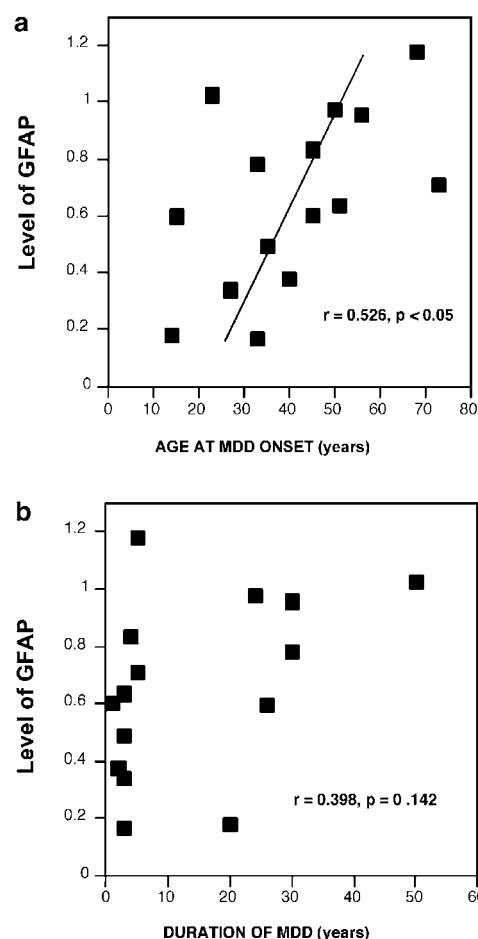 a
Level of GFAP
1.2
1
0.8
0.6
0.4
0.2
0
r = 0.526, p < 0.05
0 10 20 30 40 50 60 70 80
AGE AT MDD ONSET (years)
b
Level of GFAP
1.2
1
0.8
0.6
0.4
0.2
0
r = 0.398, p = 0 .142
0 10 20 30 40 50 60
DURATION OF MDD (years)